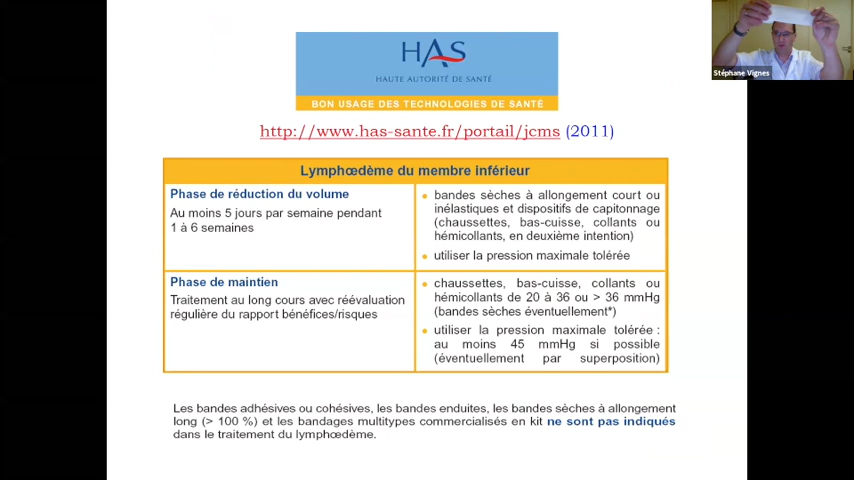 HAS
HAUTE AUTORITÉ DE SANTÉ
BON USAGE DES TECHNOLOGIES DE SANTÉ
http://www.has-sante.fr/portail/jcms (2011)
Lymphœdème du membre inférieur
Phase de réduction du volume
Au moins 5 jours par semaine pendant
1 à 6 semaines
bandes sèches à allongement court ou
inélastiques et dispositifs de capitonnage
(chaussettes, bas-cuisse, collants ou
hémicollants, en deuxième intention)
utiliser la pression maximale tolérée
Phase de maintien
Traitement au long cours avec réévaluation
régulière du rapport bénéfices/risques
chaussettes, bas-cuisse, collants ou
hémicollants de 20 à 36 ou > 36 mmHg
(bandes sèches éventuellement*)
utiliser la pression maximale tolérée :
au moins 45 mmHg si possible
(éventuellement par superposition)
Les bandes adhésives ou cohésives, les bandes enduites, les bandes sèches à allongement
long (> 100 %) et les bandages multitypes commercialisés en kit ne sont pas indiqués
dans le traitement du lymphœdème.
Stéphane Vignes